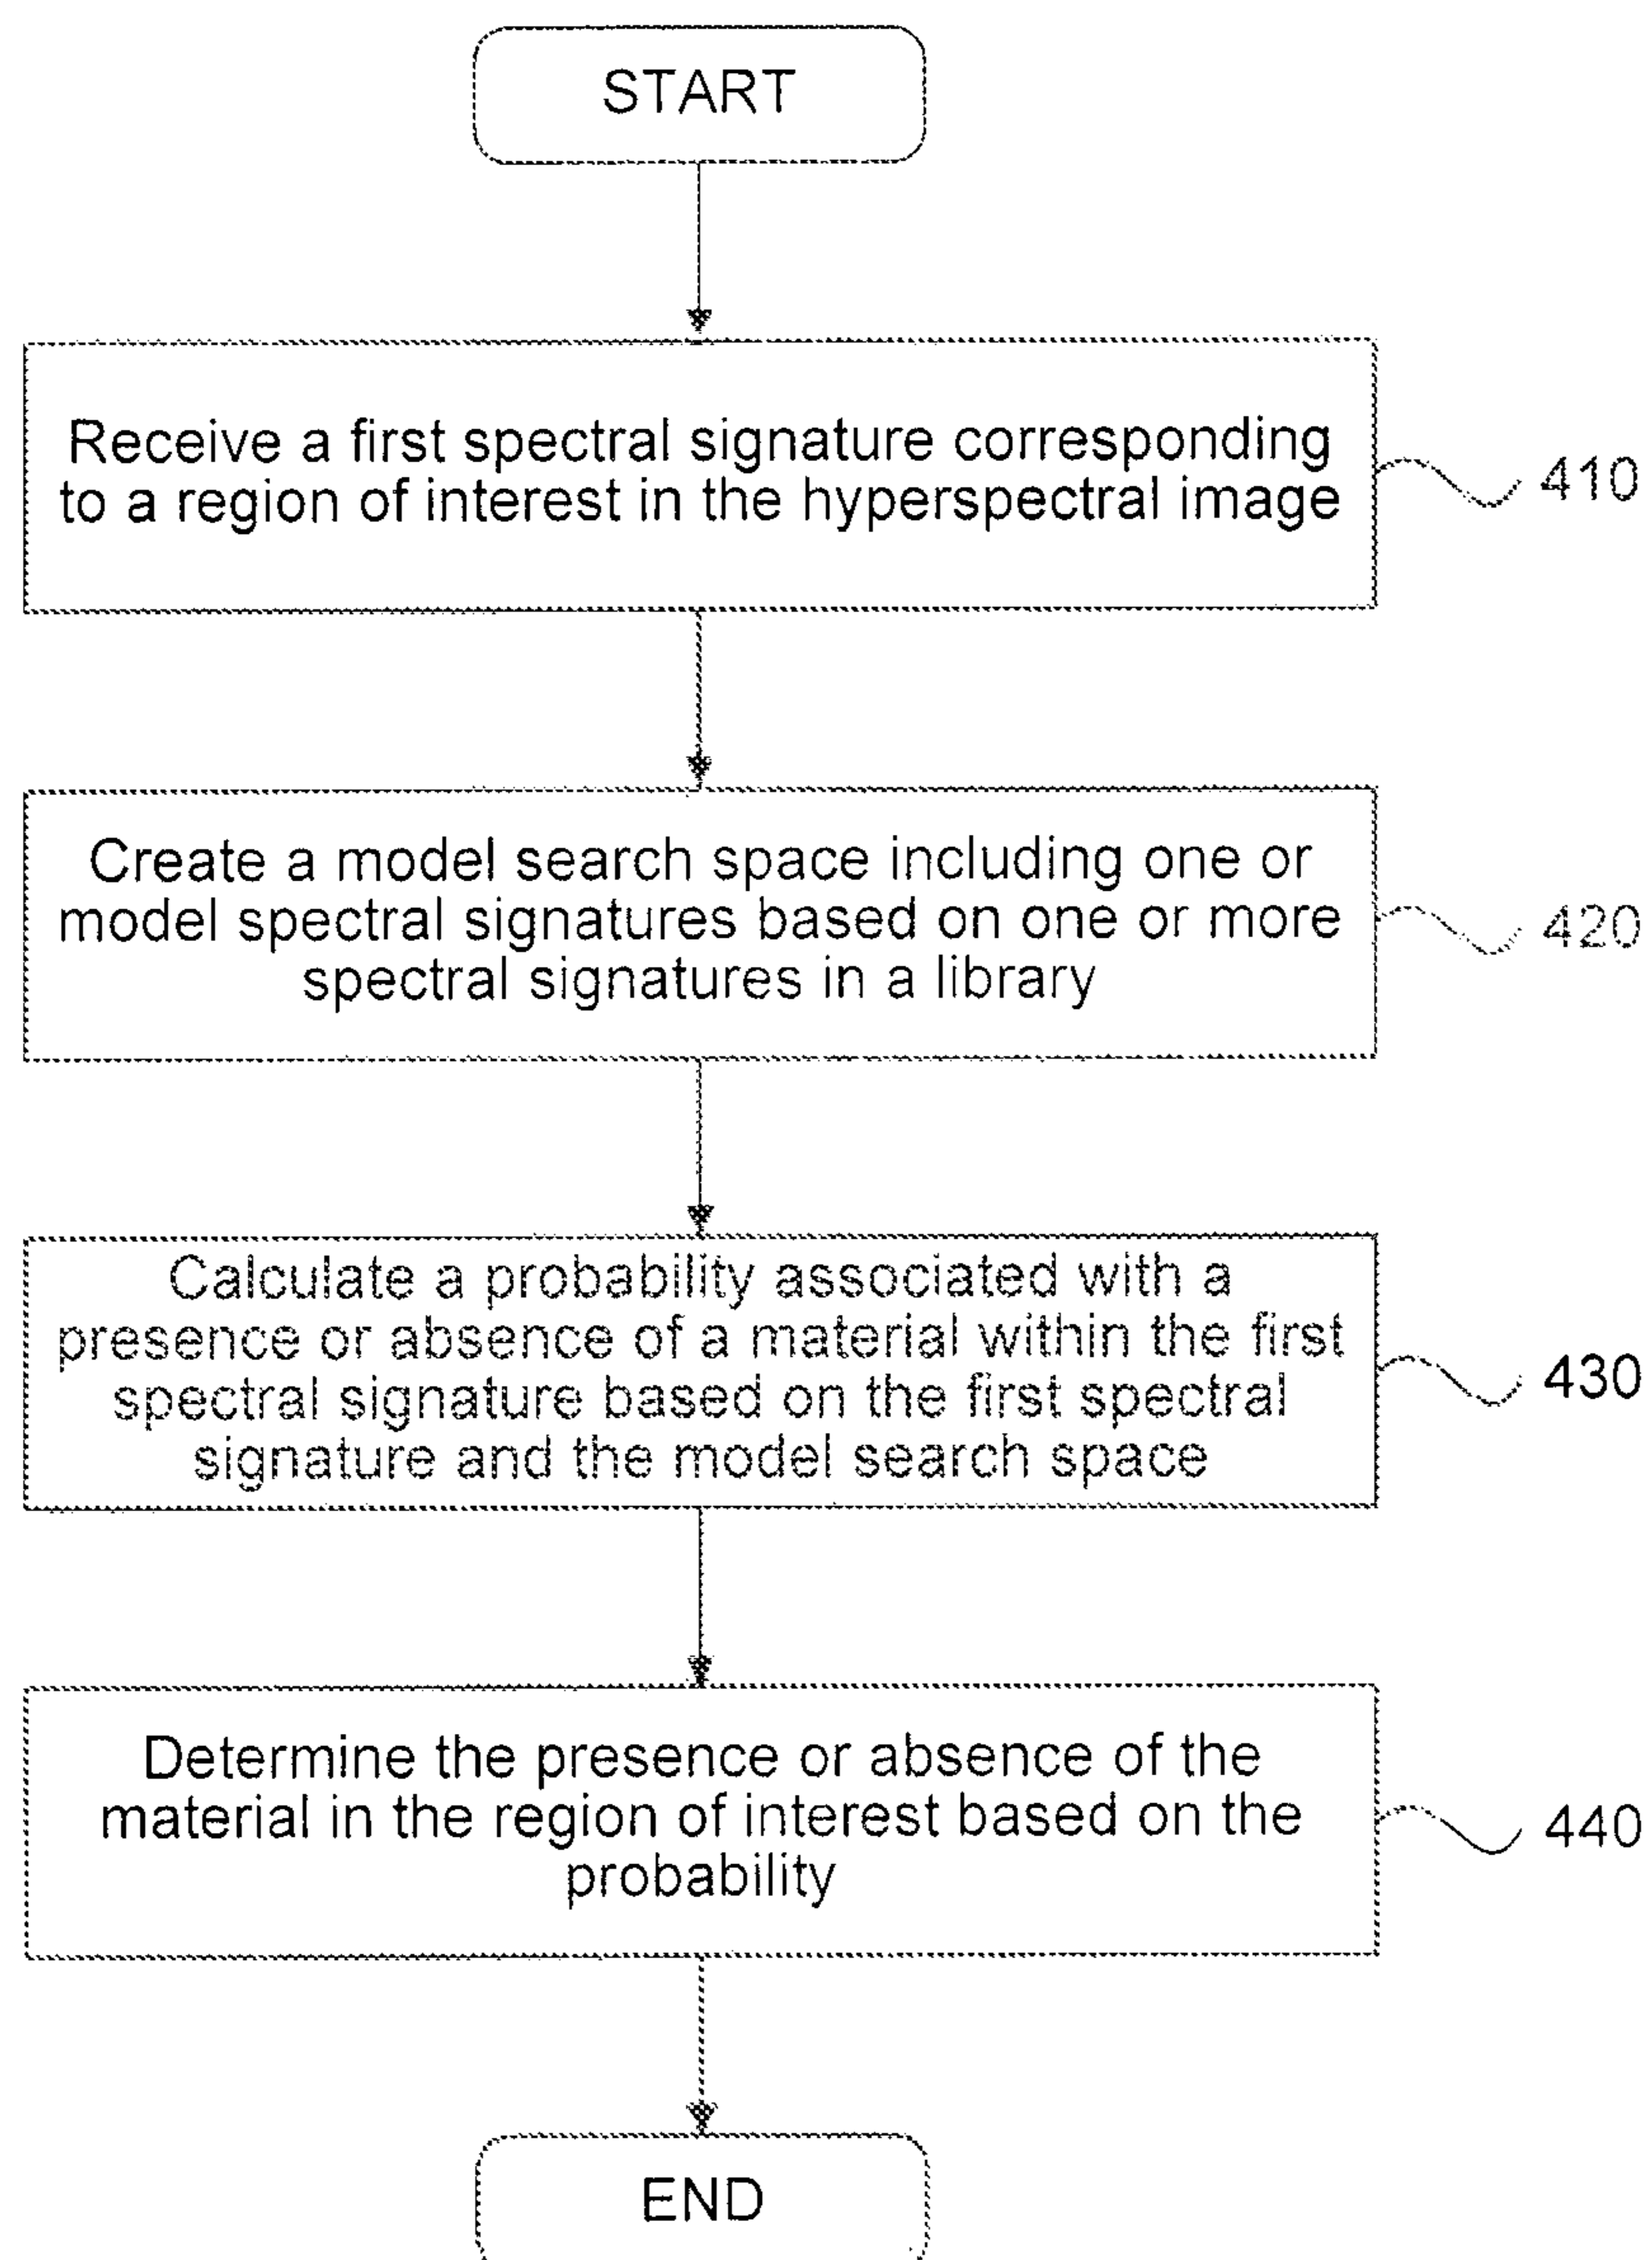 START
Receive a first spectral signature corresponding
to a region of interest in the hyperspectral image
410
Create a model search space including one or
model spectral signatures based on one or more
spectral signatures in a library
420
Calculate a probability associated with a
presence or absence of a material within the first
spectral signature based on the first spectral
signature and the model search space
430
Determine the presence or absence of the
material in the region of interest based on the
probability
440
END